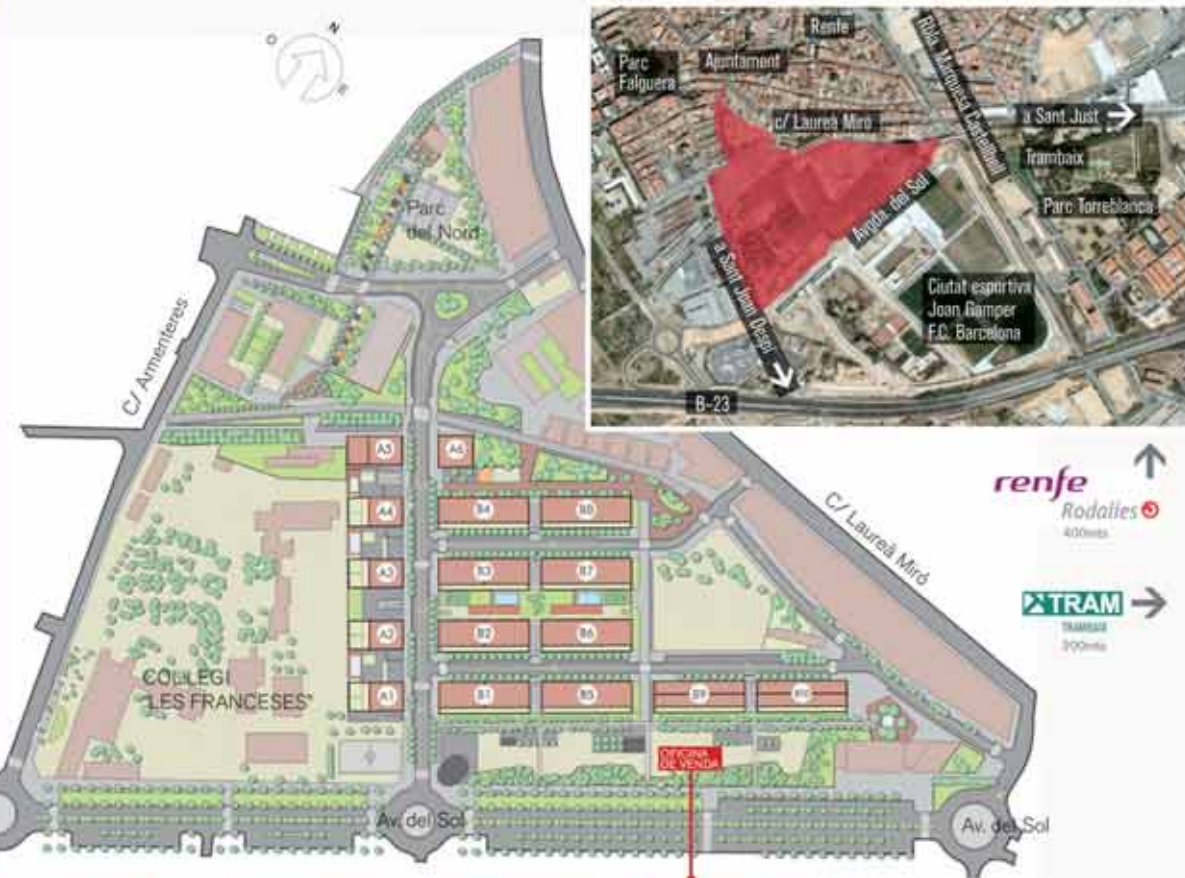 N
O
E
Parc
del Nord
C/ Armenteres
C/ Laureà Miró
COL·LEGI
"LES FRANCESES"
A5
A6
A4
B4
B8
A3
B3
B7
A2
B2
B6
A1
B1
B5
B9
B10
OFICINA
DE VENDA
Av. del Sol
Av. del Sol
Renfe
Rbla. Marquesa Castellbell
Parc
Falguera
Ajuntament
c/ Laureà Miró
a Sant Just
Trambaix
Parc Torreblanca
Avgda. del Sol
a Sant Joan Despí
Ciutat esportiva
Joan Gamper
F.C. Barcelona
B-23
renfe
Rodalies
400mts
TRAM
TRAMBAIX
300mts